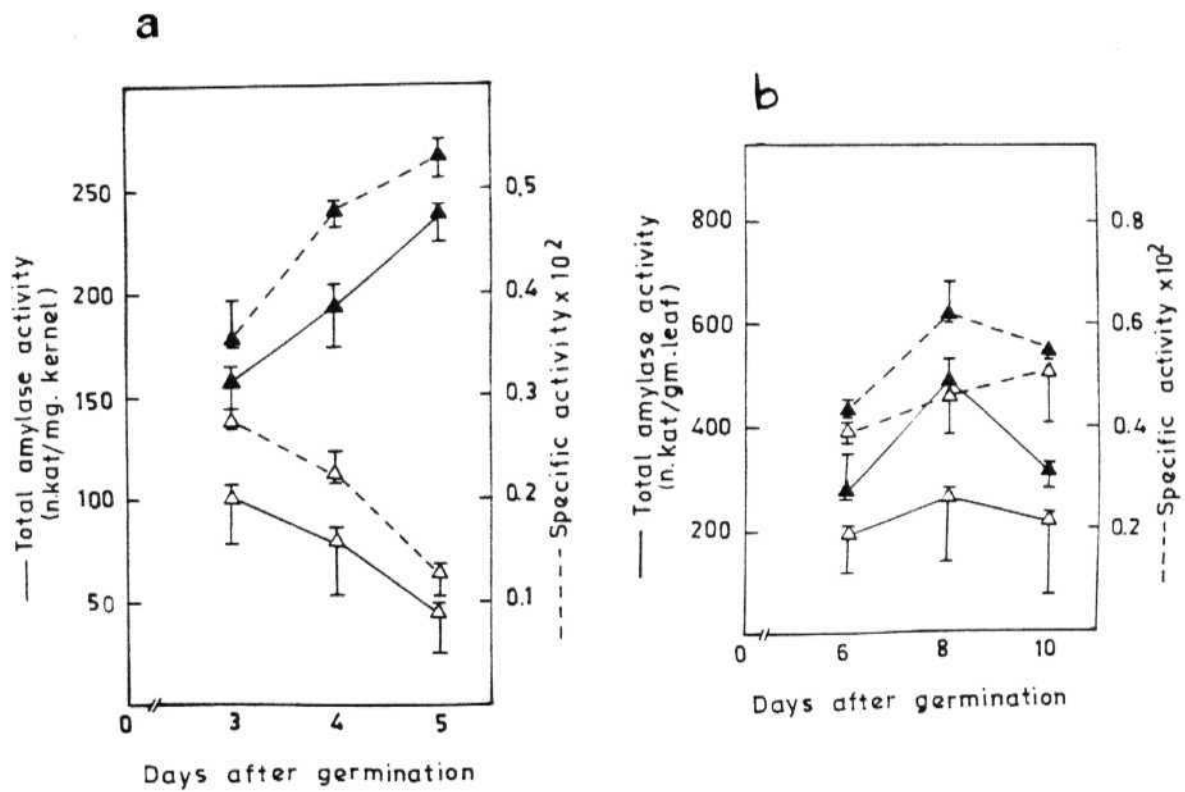 a
Total amylase activity
(n.kat/mg. kernel)
250
200
150
100
50
0,5
0.4
0.3
0.2
0.1
Specific activity x 10²
0
3
4
5
Days after germination
b
Total amylase activity
(n.kat/gm.leaf)
800
600
400
200
0.8
0.6
0.4
0.2
Specific activity x 10²
0
6
8
10
Days after germination